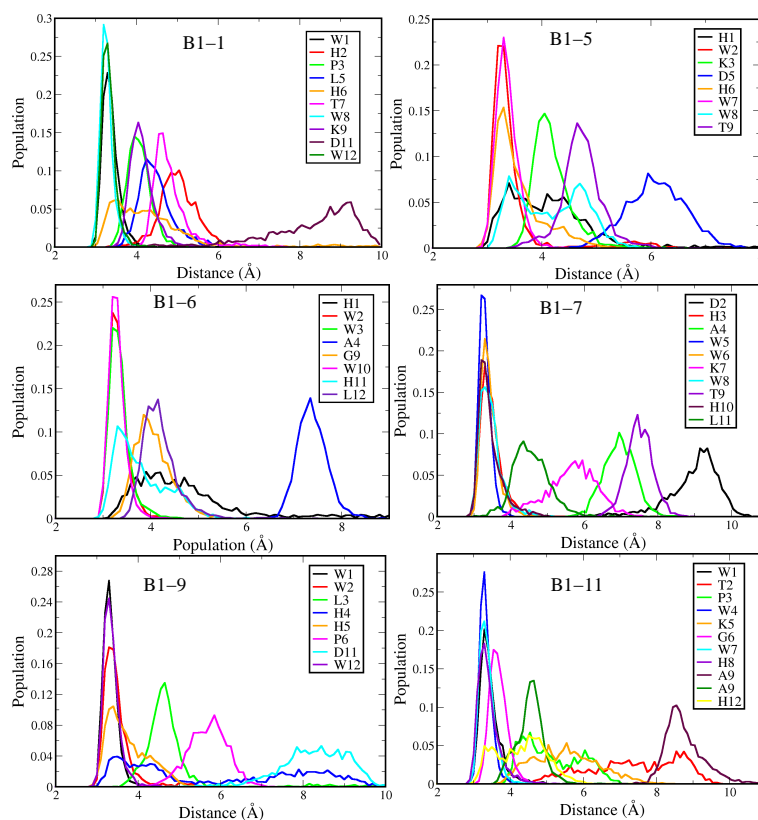 B1−1
W1
H2
P3
L5
H6
T7
W8
K9
D11
W12
0.3
0.25
0.2
0.15
0.1
0.05
0
Population
4 6 8 10
Distance (Å)
B1−5
H1
W2
K3
D5
H6
W7
W8
T9
0.2
0.15
0.1
0.05
0
Population
2 4 6
Distance (Å)
B1−6
H1
W2
W3
A4
G9
W10
H11
L12
0.25
0.2
0.15
0.1
0.05
0
2 4 6 8
Population (Å)
B1−7
D2
H3
A4
W5
W6
K7
W8
T9
H10
L11
0.25
0.2
0.15
0.1
0.05
0
Population
2 4 6 8 10
Distance (Å)
B1−9
W1
W2
L3
H4
H5
P6
D11
W12
0.28
0.24
0.2
0.16
0.12
0.08
0.04
0
Population
2 4 6 8 10
Distance (Å)
B1−11
W1
T2
P3
W4
K5
G6
W7
H8
A9
A9
H12
0.25
0.2
0.15
0.1
0.05
0
Population
2 4 6 8 10
Distance (Å)